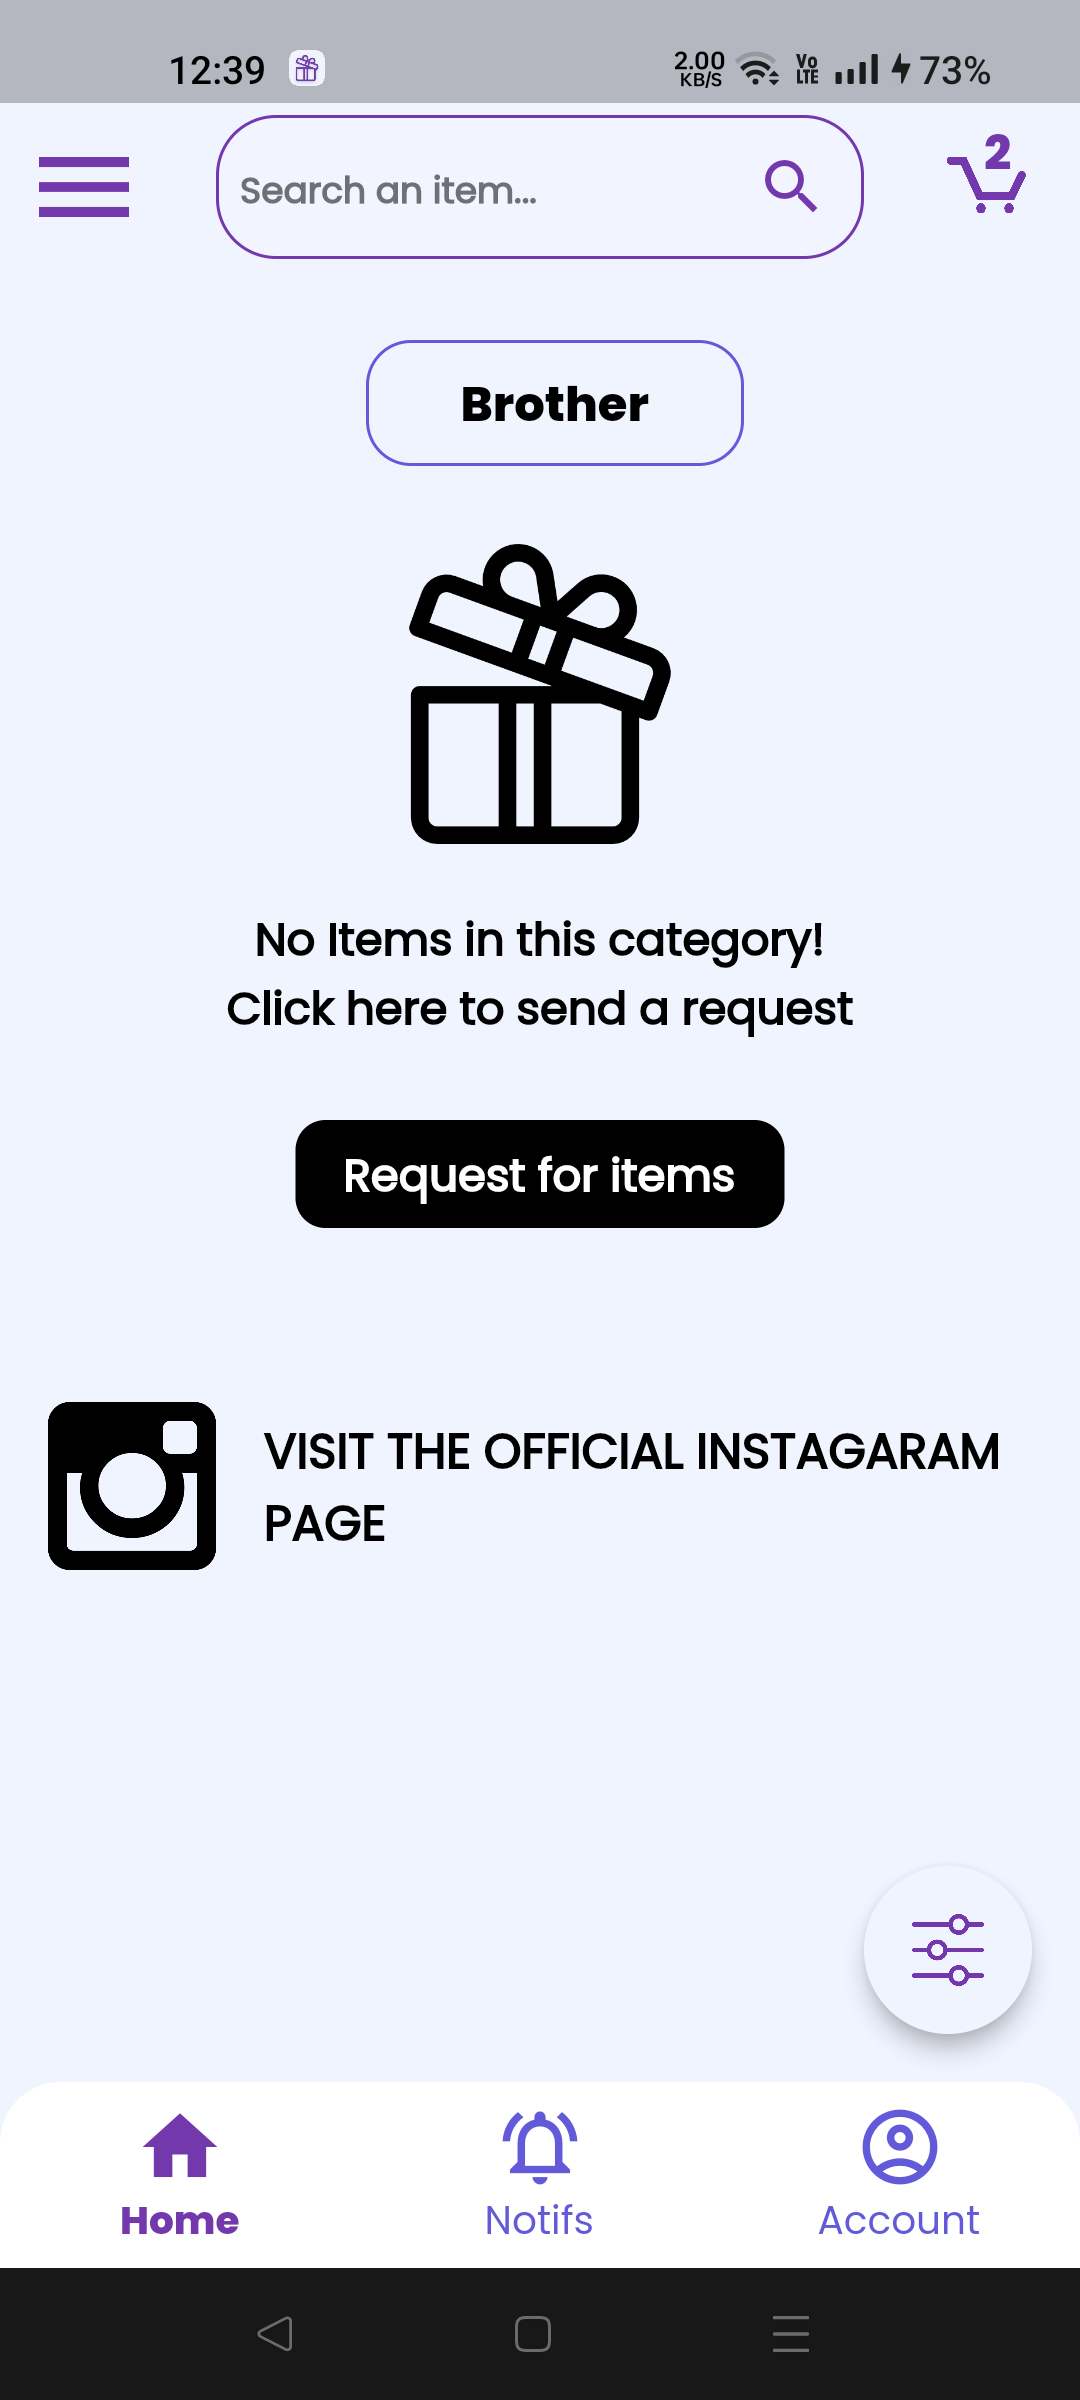 12:39
2.00
KB/S
Vo
LTE
73%
Search an item...
2
Brother
No Items in this category!
Click here to send a request
Request for items
VISIT THE OFFICIAL INSTAGARAM
PAGE
Home
Notifs
Account